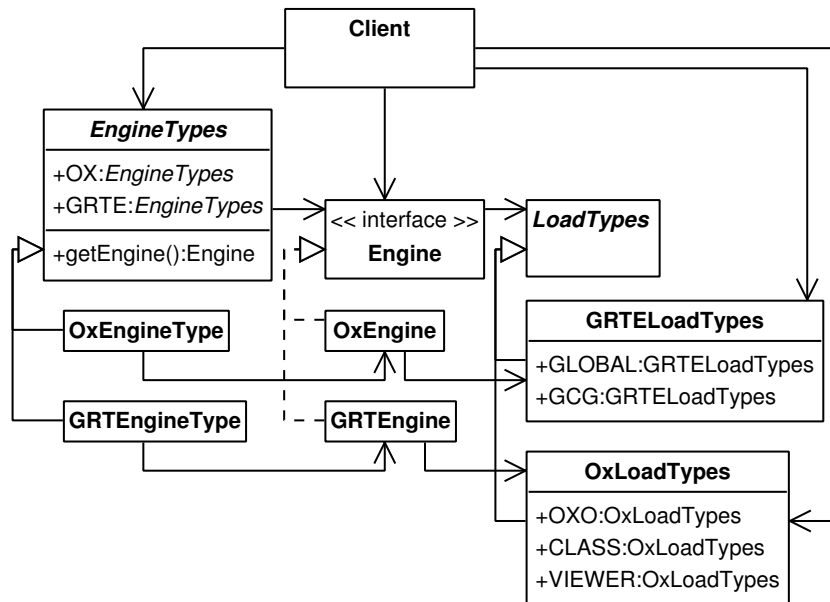 Client
EngineTypes
+OX:EngineTypes
+GRTE:EngineTypes
+getEngine():Engine
<< interface >>
Engine
LoadTypes
OxEngineType
OxEngine
GRTELoadTypes
+GLOBAL:GRTELoadTypes
+GCG:GRTELoadTypes
GRTEngineType
GRTEngine
OxLoadTypes
+OXO:OxLoadTypes
+CLASS:OxLoadTypes
+VIEWER:OxLoadTypes